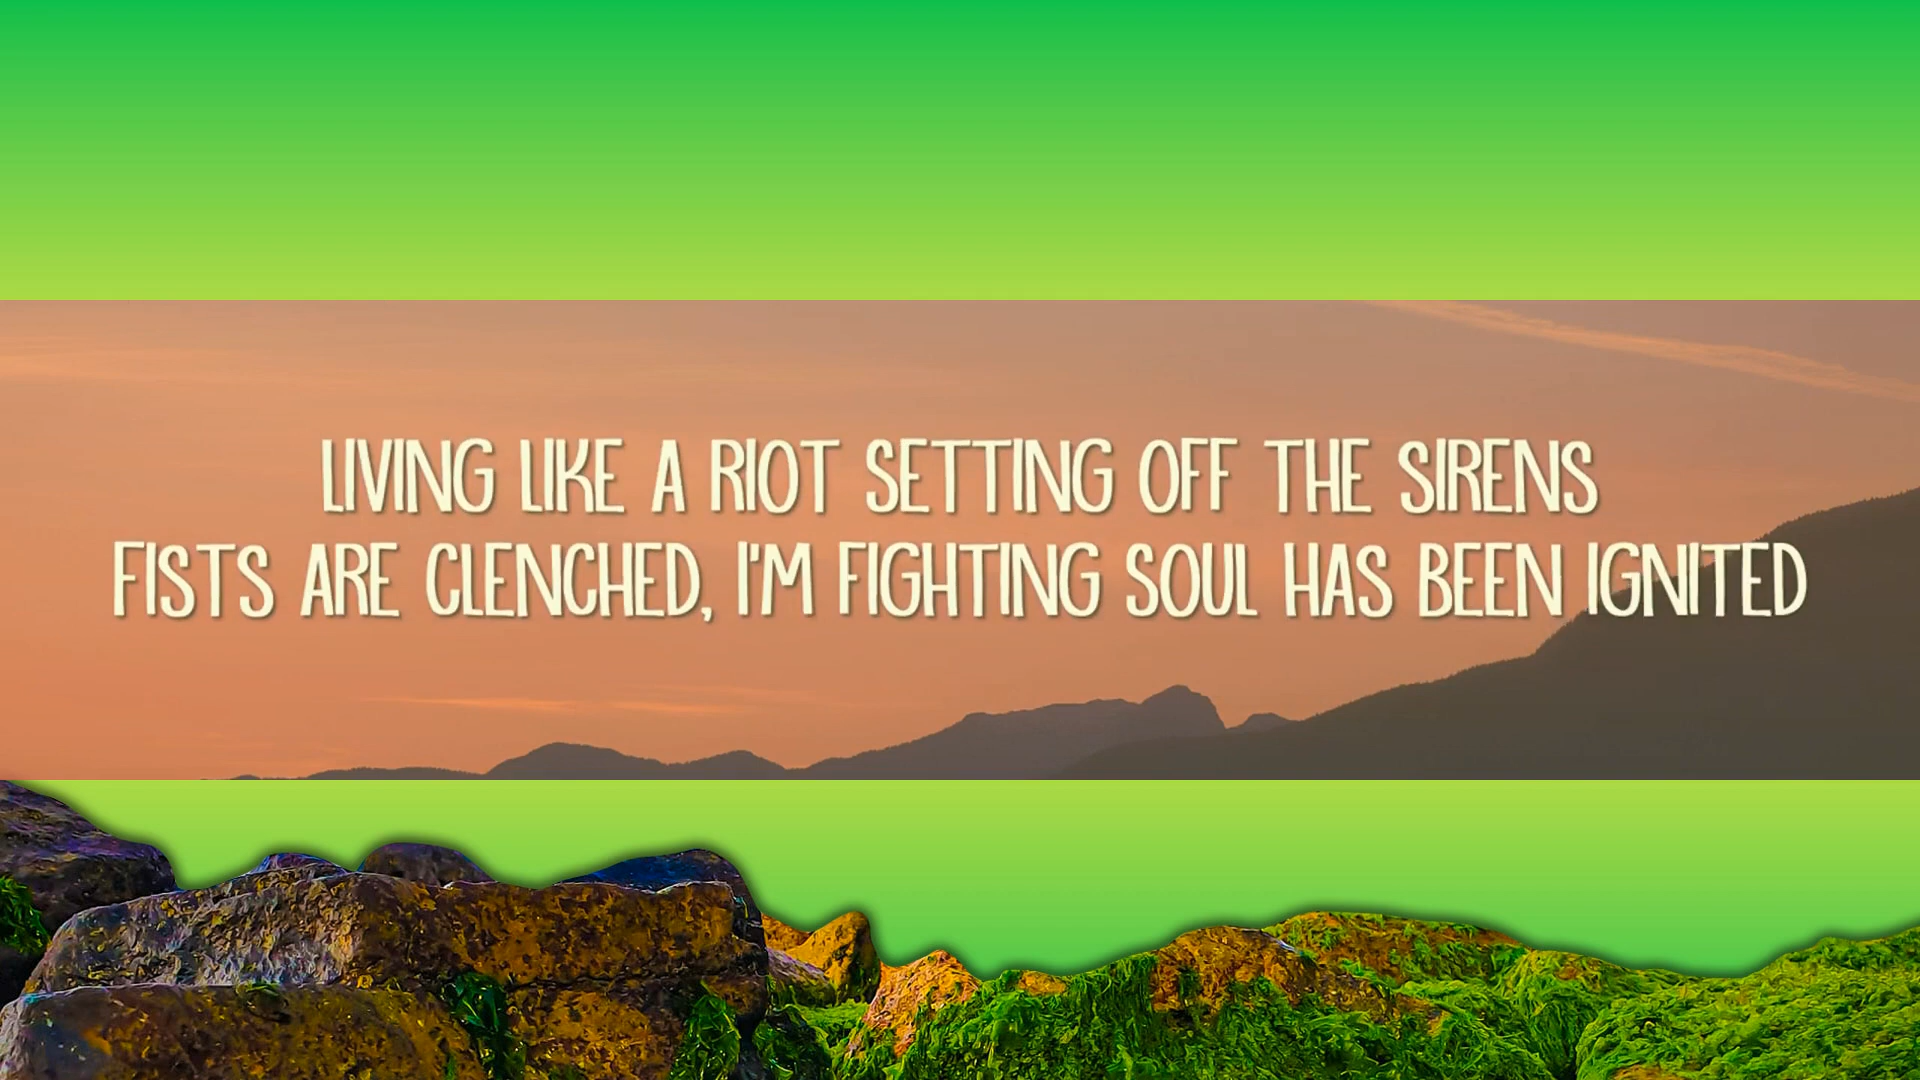 LIVING LIKE A RIOT SETTING OFF THE SIRENS
FISTS ARE CLENCHED, I'M FIGHTING SOUL HAS BEEN IGNITED